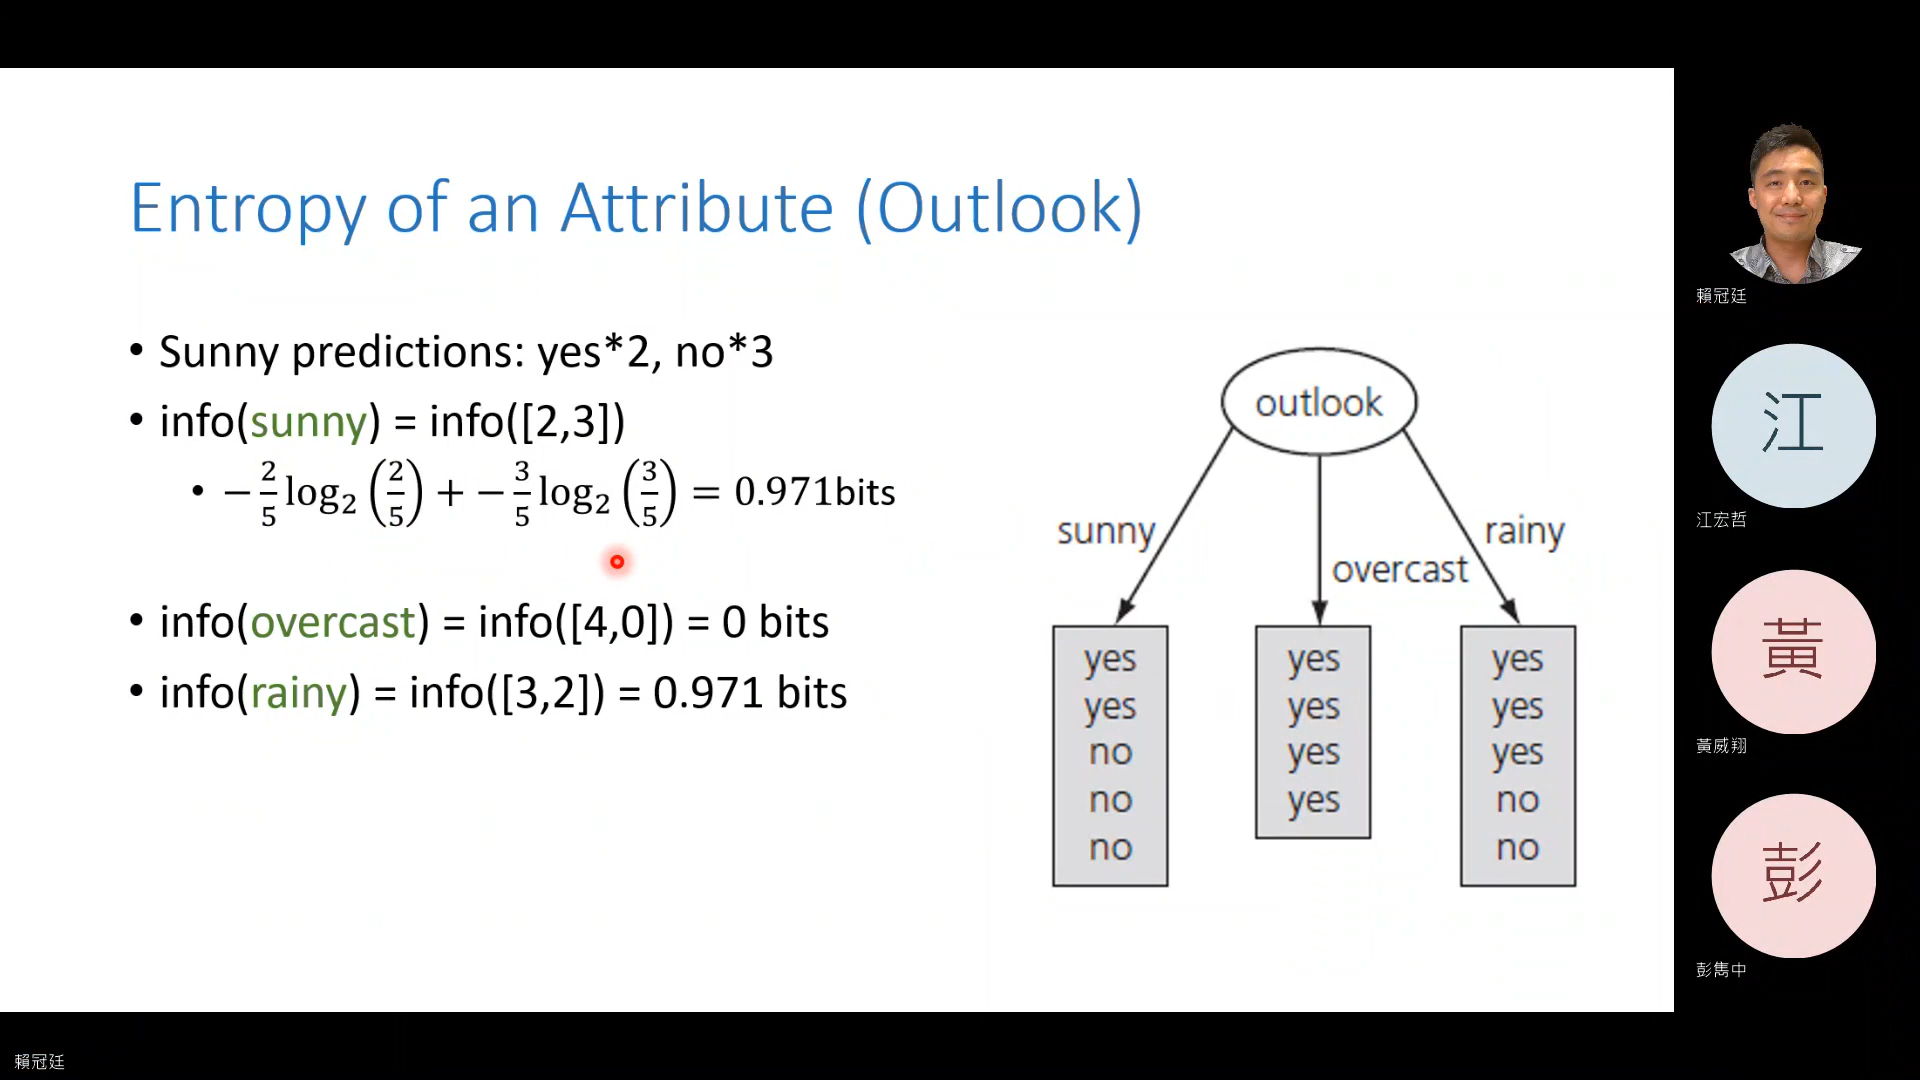 Entropy of an Attribute (Outlook)
• Sunny predictions: yes*2, no*3
• info(sunny) = info([2,3])
• −2/5 log₂(2/5) + −3/5 log₂(3/5) = 0.971bits
• info(overcast) = info([4,0]) = 0 bits
• info(rainy) = info([3,2]) = 0.971 bits
outlook
sunny
overcast
rainy
yes
yes
no
no
no
yes
yes
yes
yes
yes
yes
yes
no
no
賴冠廷
江
江宏哲
黃
黃威翔
彭
彭雋中
賴冠廷